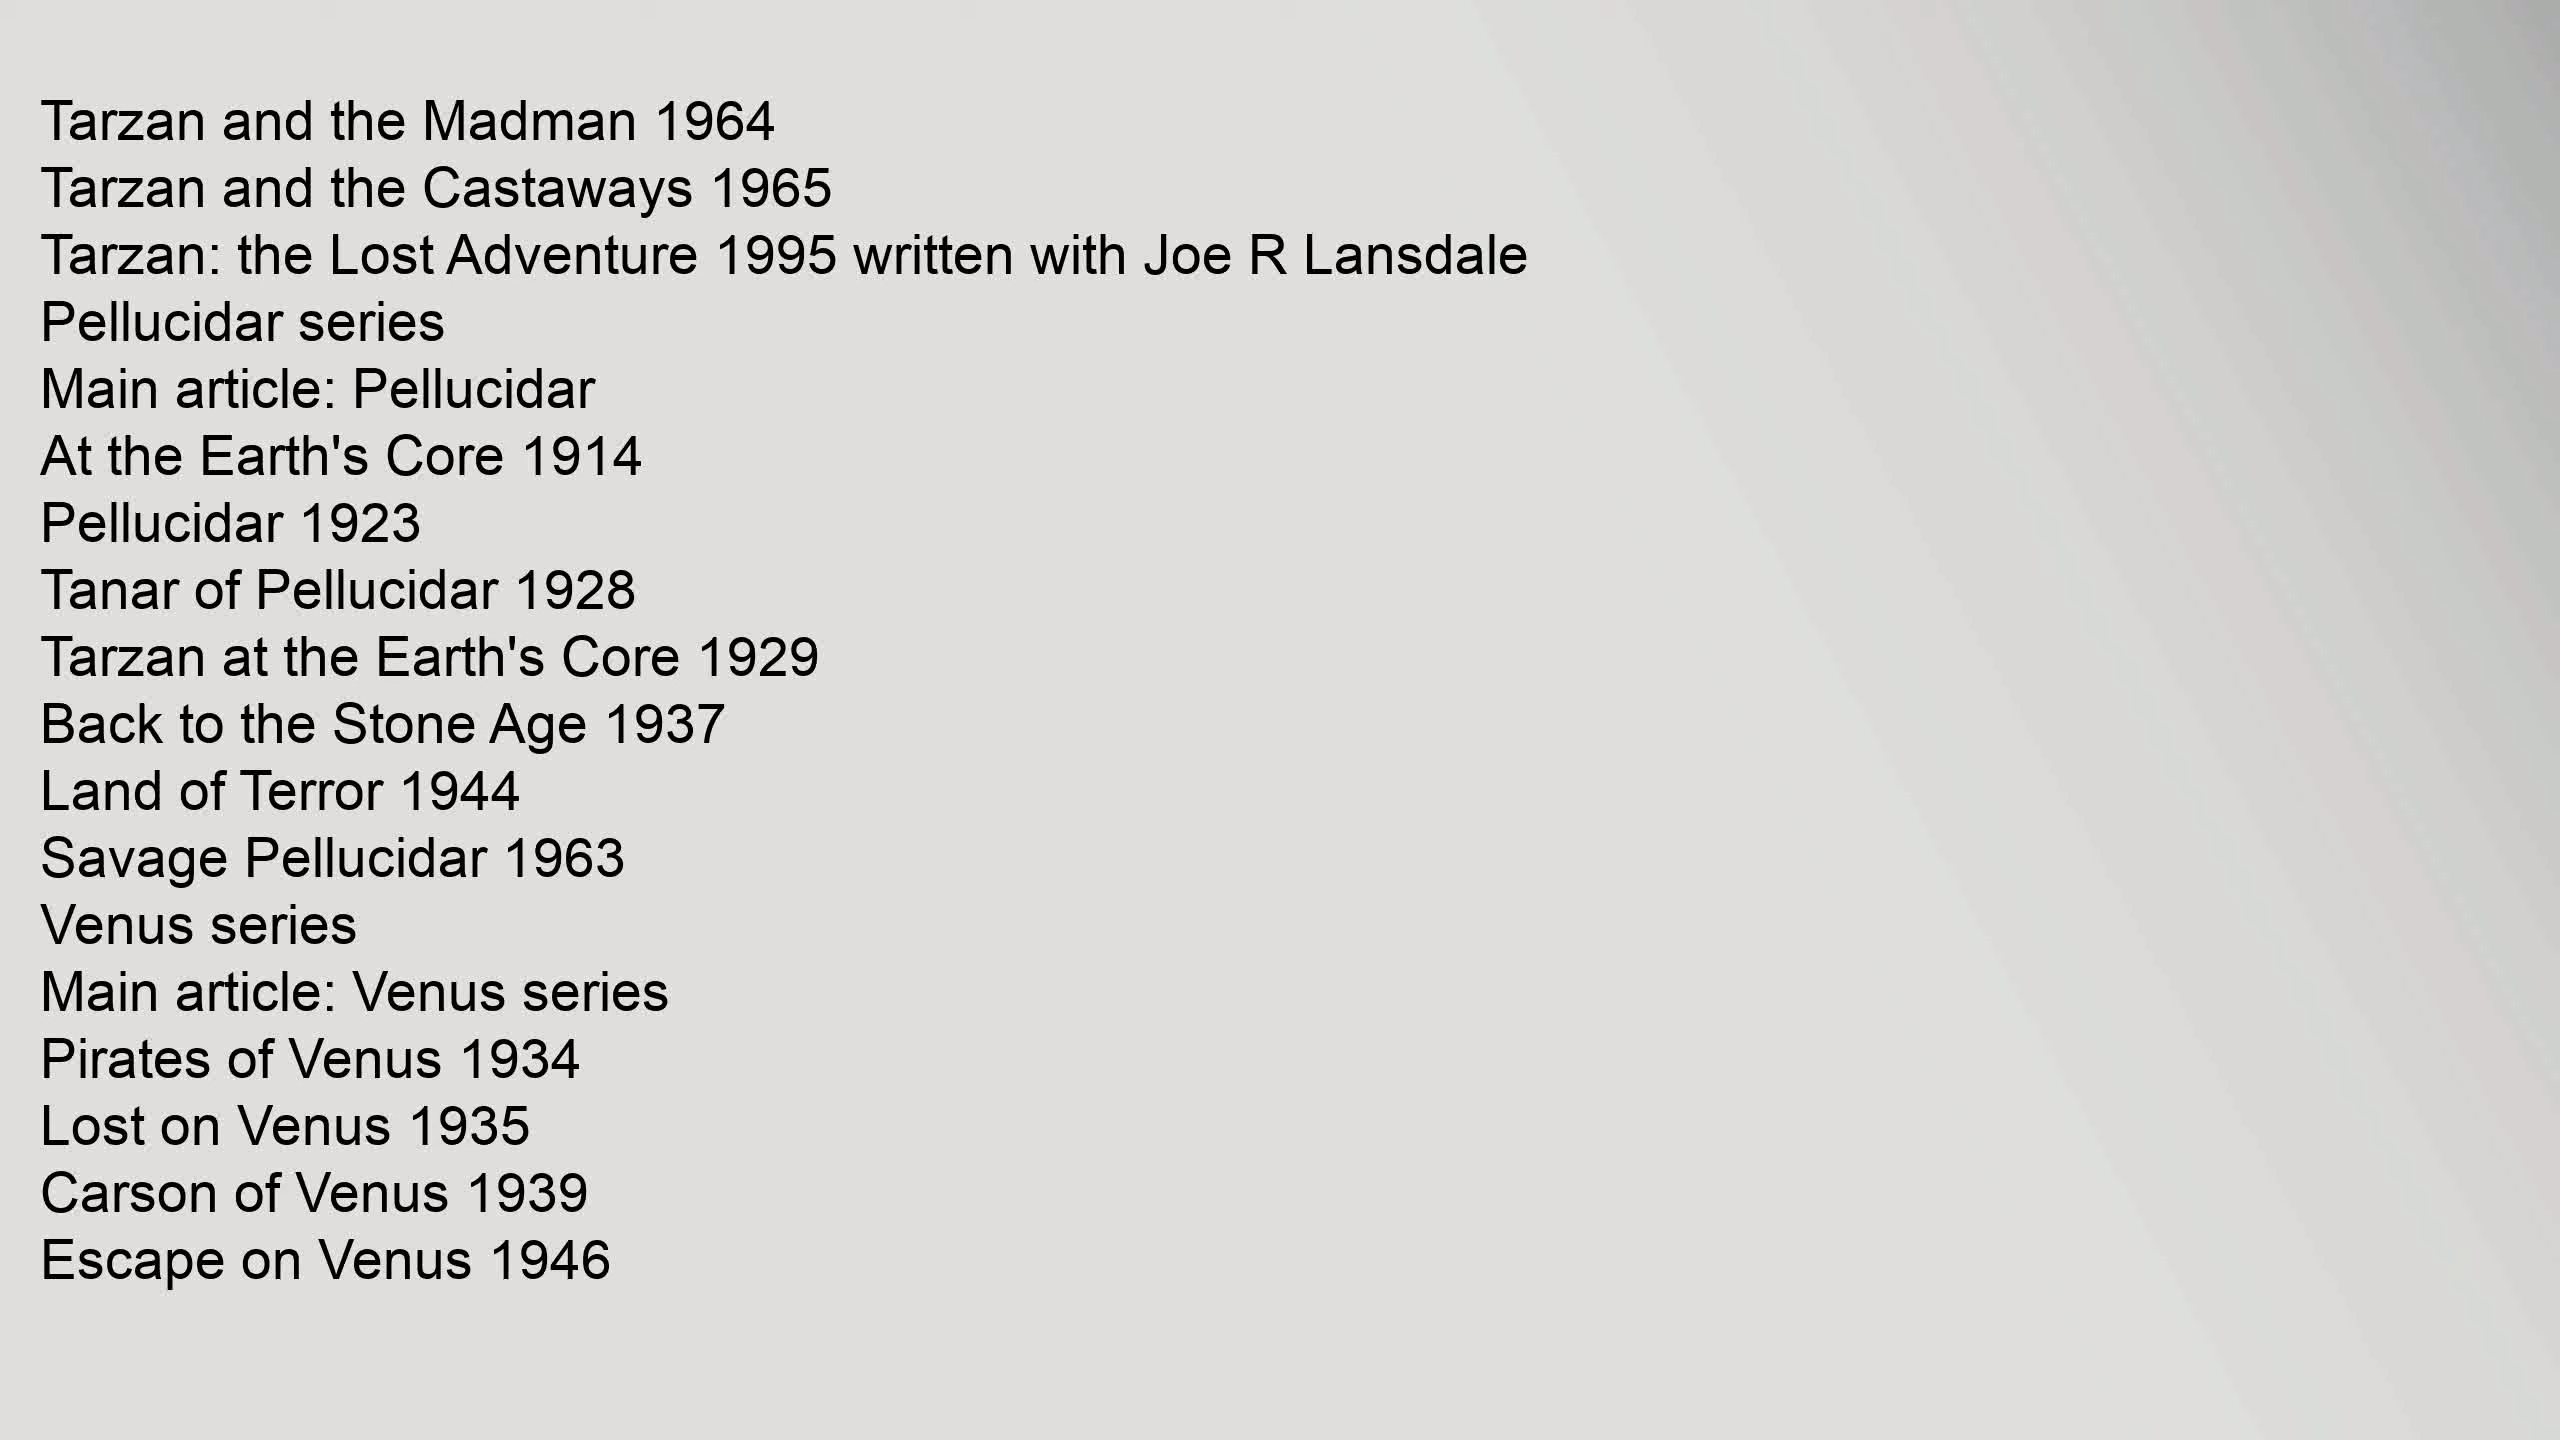 Tarzan and the Madman 1964
Tarzan and the Castaways 1965
Tarzan: the Lost Adventure 1995 written with Joe R Lansdale
Pellucidar series
Main article: Pellucidar
At the Earth's Core 1914
Pellucidar 1923
Tanar of Pellucidar 1928
Tarzan at the Earth's Core 1929
Back to the Stone Age 1937
Land of Terror 1944
Savage Pellucidar 1963
Venus series
Main article: Venus series
Pirates of Venus 1934
Lost on Venus 1935
Carson of Venus 1939
Escape on Venus 1946